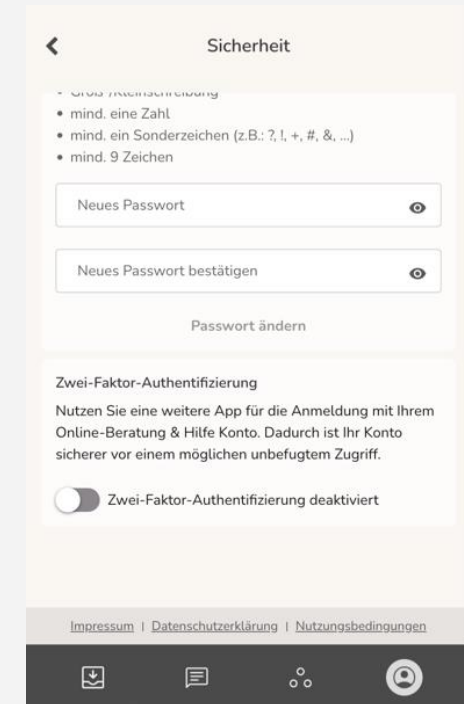 Sicherheit
• Groß-/Kleinschreibung
• mind. eine Zahl
• mind. ein Sonderzeichen (z.B.: ?, !, +, #, &, ...)
• mind. 9 Zeichen
Neues Passwort
Neues Passwort bestätigen
Passwort ändern
Zwei-Faktor-Authentifizierung
Nutzen Sie eine weitere App für die Anmeldung mit Ihrem
Online-Beratung & Hilfe Konto. Dadurch ist Ihr Konto
sicherer vor einem möglichen unbefugtem Zugriff.
Zwei-Faktor-Authentifizierung deaktiviert
Impressum | Datenschutzerklärung | Nutzungsbedingungen